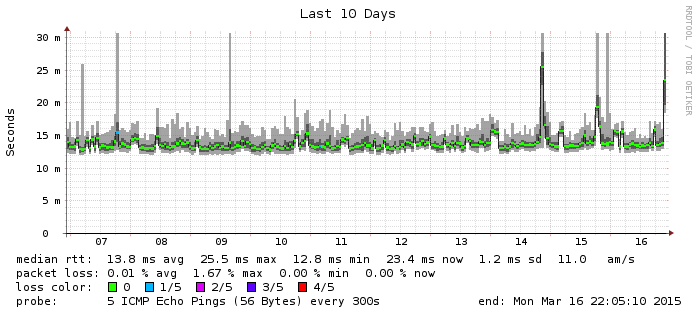 Last 10 Days
RRDTOOL / TOBI OETIKER
Seconds
30 m
25 m
20 m
15 m
10 m
5 m
0
07 08 09 10 11 12 13 14 15 16
median rtt: 13.8 ms avg 25.5 ms max 12.8 ms min 23.4 ms now 1.2 ms sd 11.0 am/s
packet loss: 0.01 % avg 1.67 % max 0.00 % min 0.00 % now
loss color: 0 1/5 2/5 3/5 4/5
probe: 5 ICMP Echo Pings (56 Bytes) every 300s end: Mon Mar 16 22:05:10 2015